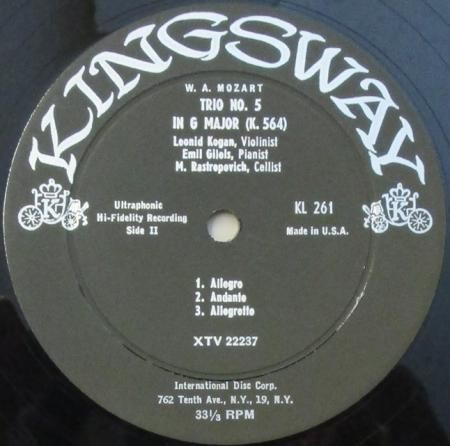 KINGSWAY
W. A. MOZART
TRIO NO. 5
IN G MAJOR (K. 564)
Leonid Kogan, Violinist
Emil Gilels, Pianist
M. Rastropovich, Cellist
K
K
Ultraphonic
Hi-Fidelity Recording
Side II
KL 261
Made in U.S.A.
1. Allegro
2. Andante
3. Allegretto
XTV 22237
International Disc Corp.
762 Tenth Ave., N.Y., 19, N.Y.
33⅓ RPM